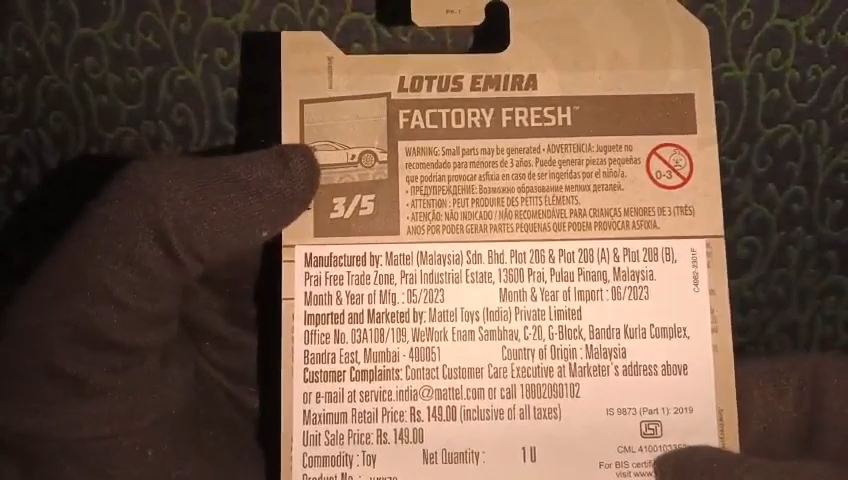 LOTUS EMIRA
FACTORY FRESH™
WARNING: Small parts may be generated • ADVERTENCIA: Juguete no
recomendado para menores de 3 años. Puede generar piezas pequeñas
que podrían provocar asfixia en caso de ser ingeridas por el niño/a.
• ПРЕДУПРЕЖДЕНИЕ: Возможно образование мелких деталей.
• ATTENTION : PEUT PRODUIRE DES PETITS ÉLÉMENTS.
• ATENÇÃO: NÃO INDICADO / NÃO RECOMENDÁVEL PARA CRIANÇAS MENORES DE 3 (TRÊS)
ANOS POR PODER GERAR PARTES PEQUENAS QUE PODEM PROVOCAR ASFIXIA.
0-3
3/5
Manufactured by: Mattel (Malaysia) Sdn. Bhd. Plot 206 & Plot 208 (A) & Plot 208 (B),
Prai Free Trade Zone, Prai Industrial Estate, 13600 Prai, Pulau Pinang, Malaysia.
Month & Year of Mfg. : 05/2023 Month & Year of Import : 06/2023
Imported and Marketed by: Mattel Toys (India) Private Limited
Office No. 03A108/109, WeWork Enam Sambhav, C-20, G-Block, Bandra Kurla Complex,
Bandra East, Mumbai - 400051 Country of Origin : Malaysia
Customer Complaints: Contact Customer Care Executive at Marketer's address above
or e-mail at service.india@mattel.com or call 18002090182
Maximum Retail Price: Rs. 149.00 (inclusive of all taxes)
Unit Sale Price: Rs. 149.00
Commodity: Toy Net Quantity : 1 U
IS 9873 (Part 1): 2019
ISI
For BIS
visit www.
C4982-2301F